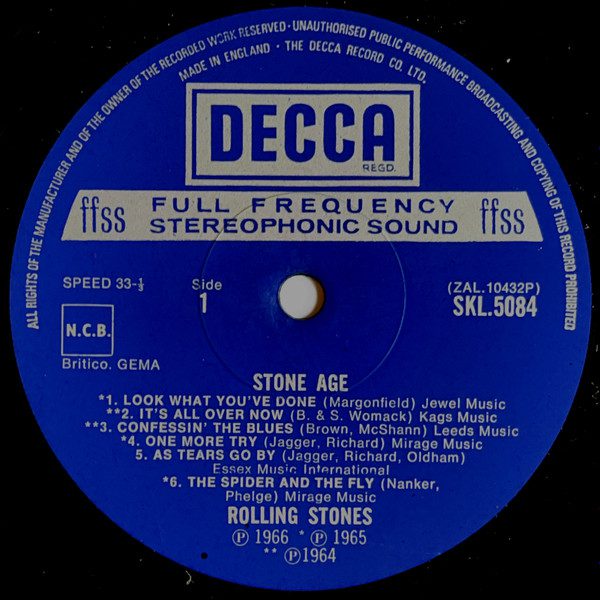 ALL RIGHTS OF THE MANUFACTURER AND OF THE OWNER OF THE RECORDED WORK RESERVED · UNAUTHORISED PUBLIC PERFORMANCE BROADCASTING AND COPYING OF THIS RECORD PROHIBITED
MADE IN ENGLAND · THE DECCA RECORD CO. LTD.
DECCA
REGD.
ffss FULL FREQUENCY STEREOPHONIC SOUND ffss
SPEED 33-⅓ Side 1 (ZAL.10432P)
SKL.5084
N.C.B.
Britico. GEMA
STONE AGE
*1. LOOK WHAT YOU'VE DONE (Margonfield) Jewel Music
**2. IT'S ALL OVER NOW (B. & S. Womack) Kags Music
**3. CONFESSIN' THE BLUES (Brown, McShann) Leeds Music
*4. ONE MORE TRY (Jagger, Richard) Mirage Music
5. AS TEARS GO BY (Jagger, Richard, Oldham)
Essex Music International
*6. THE SPIDER AND THE FLY (Nanker,
Phelge) Mirage Music
ROLLING STONES
Ⓟ 1966 * Ⓟ 1965
** Ⓟ1964